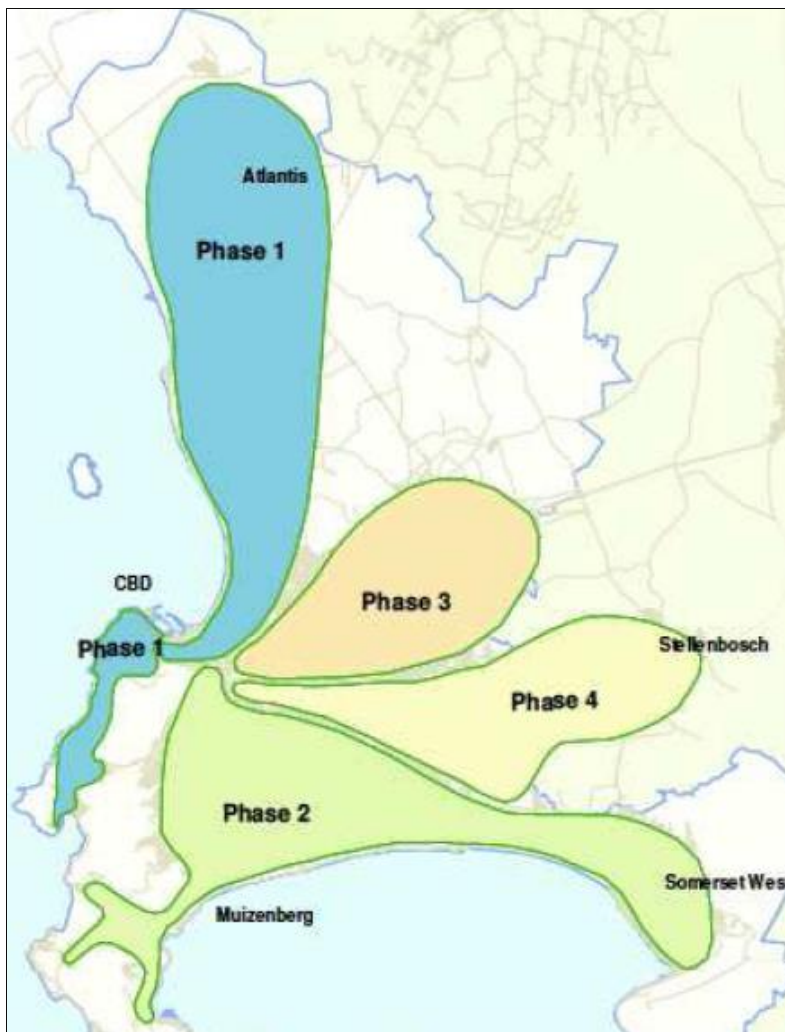 Atlantis
Phase 1
CBD
Phase 3
Phase 1
Stellenbosch
Phase 4
Phase 2
Somerset Wes
Muizenberg